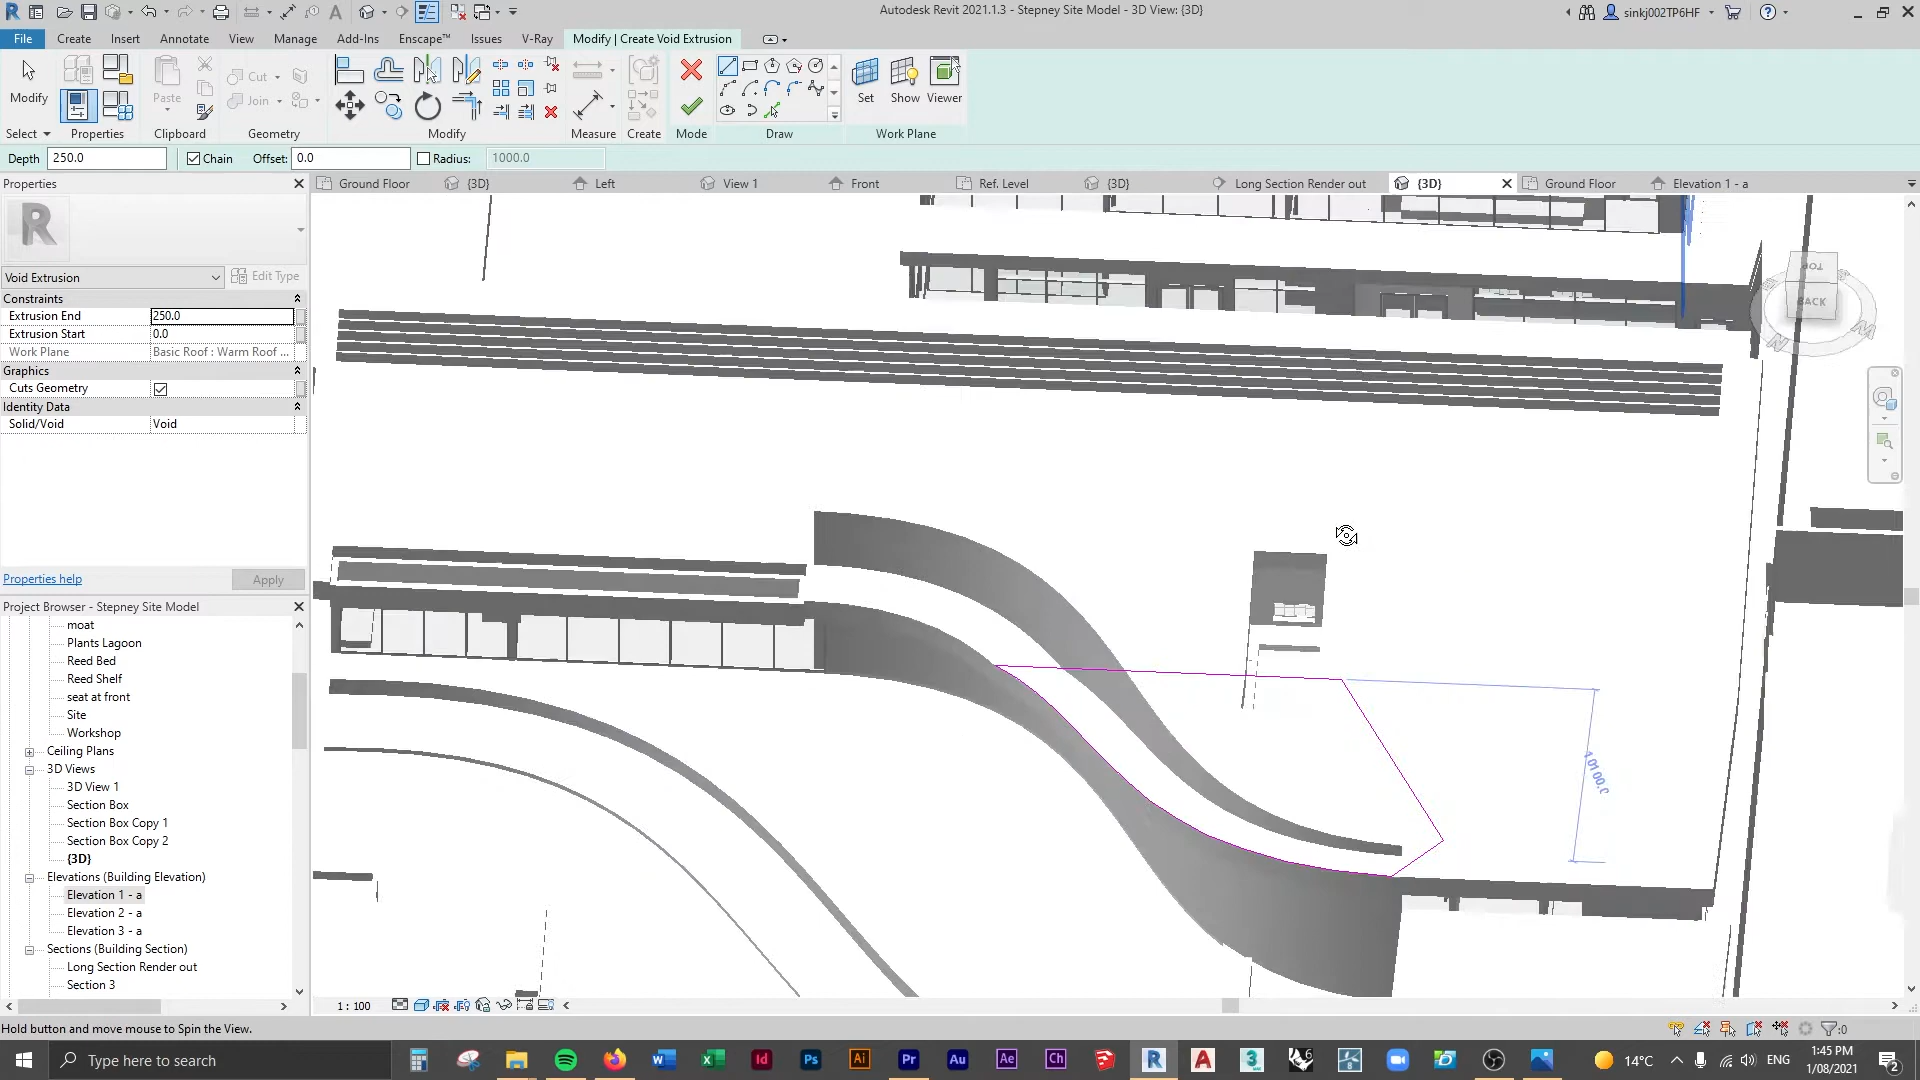 Autodesk Revit 2021.1.3 - Stepney Site Model - 3D View: {3D}
sinkj002TP6HF
File Create Insert Annotate View Manage Add-Ins Enscape™ Issues V-Ray Modify | Create Void Extrusion
Modify Paste Cut Join Set Show Viewer
Select Properties Clipboard Geometry Modify Measure Create Mode Draw Work Plane
Depth 250.0 Chain Offset: 0.0 Radius: 1000.0
Properties
Ground Floor {3D} Left View 1 Front Ref. Level {3D} Long Section Render out {3D} Ground Floor Elevation 1 - a
R
Void Extrusion Edit Type
Constraints
Extrusion End 250.0
Extrusion Start 0.0
Work Plane Basic Roof : Warm Roof ...
Graphics
Cuts Geometry
Identity Data
Solid/Void Void
Properties help Apply
Project Browser - Stepney Site Model
moat
Plants Lagoon
Reed Bed
Reed Shelf
seat at front
Site
Workshop
Ceiling Plans
3D Views
3D View 1
Section Box
Section Box Copy 1
Section Box Copy 2
{3D}
Elevations (Building Elevation)
Elevation 1 - a
Elevation 2 - a
Elevation 3 - a
Sections (Building Section)
Long Section Render out
Section 3
TOP
BACK
1 : 100
Hold button and move mouse to Spin the View.
:0
Type here to search
14°C ENG
1:45 PM
1/08/2021
2